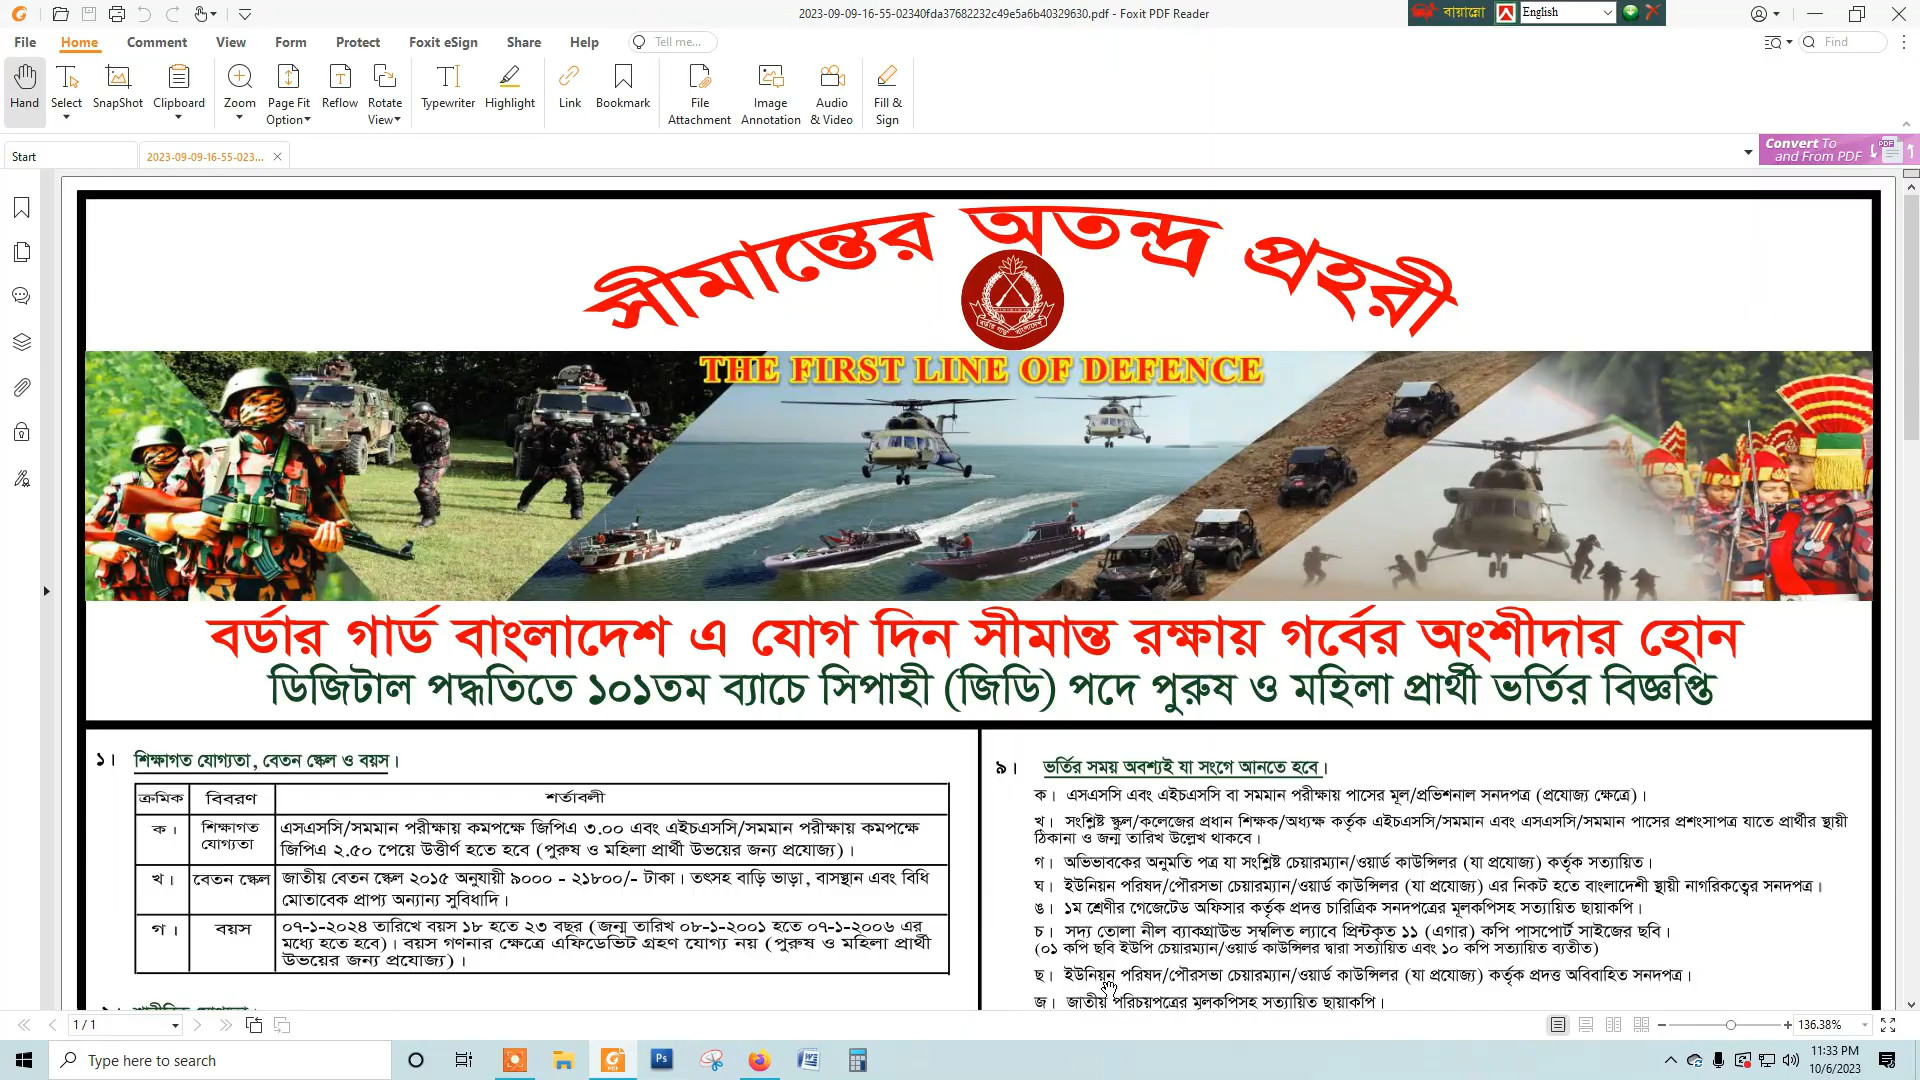 2023-09-09-16-55-02340fda37682232c49e5a6b40329630.pdf - Foxit PDF Reader
বায়ান্নো
English
File Home Comment View Form Protect Foxit eSign Share Help Tell me... Find
Hand Select SnapShot Clipboard Zoom Page Fit Option Reflow Rotate View Typewriter Highlight Link Bookmark File Attachment Image Annotation Audio & Video Fill & Sign
Start 2023-09-09-16-55-023... Convert To and From PDF PDF
সীমান্তের অতন্দ্র প্রহরী
বর্ডার গার্ড বাংলাদেশ
THE FIRST LINE OF DEFENCE
বর্ডার গার্ড বাংলাদেশ এ যোগ দিন সীমান্ত রক্ষায় গর্বের অংশীদার হোন
ডিজিটাল পদ্ধতিতে ১০১তম ব্যাচে সিপাহী (জিডি) পদে পুরুষ ও মহিলা প্রার্থী ভর্তির বিজ্ঞপ্তি
১। শিক্ষাগত যোগ্যতা, বেতন স্কেল ও বয়স।
ক্রমিক বিবরণ শর্তাবলী
ক। শিক্ষাগত যোগ্যতা এসএসসি/সমমান পরীক্ষায় কমপক্ষে জিপিএ ৩.০০ এবং এইচএসসি/সমমান পরীক্ষায় কমপক্ষে
জিপিএ ২.৫০ পেয়ে উত্তীর্ণ হতে হবে (পুরুষ ও মহিলা প্রার্থী উভয়ের জন্য প্রযোজ্য)।
খ। বেতন স্কেল জাতীয় বেতন স্কেল ২০১৫ অনুযায়ী ৯০০০ - ২১৮০০/- টাকা। তৎসহ বাড়ি ভাড়া, বাসস্থান এবং বিধি
মোতাবেক প্রাপ্য অন্যান্য সুবিধাদি।
গ। বয়স ০৭-১-২০২৪ তারিখে বয়স ১৮ হতে ২৩ বছর (জন্ম তারিখ ০৮-১-২০০১ হতে ০৭-১-২০০৬ এর
মধ্যে হতে হবে)। বয়স গণনার ক্ষেত্রে এফিডেভিট গ্রহণ যোগ্য নয় (পুরুষ ও মহিলা প্রার্থী
উভয়ের জন্য প্রযোজ্য)।
৯। ভর্তির সময় অবশ্যই যা সংগে আনতে হবে।
ক। এসএসসি এবং এইচএসসি বা সমমান পরীক্ষায় পাসের মূল/প্রভিশনাল সনদপত্র (প্রযোজ্য ক্ষেত্রে)।
খ। সংশ্লিষ্ট স্কুল/কলেজের প্রধান শিক্ষক/অধ্যক্ষ কর্তৃক এইচএসসি/সমমান এবং এসএসসি/সমমান পাসের প্রশংসাপত্র যাতে প্রার্থীর স্থায়ী
ঠিকানা ও জন্ম তারিখ উল্লেখ থাকবে।
গ। অভিভাবকের অনুমতি পত্র যা সংশ্লিষ্ট চেয়ারম্যান/ওয়ার্ড কাউন্সিলর (যা প্রযোজ্য) কর্তৃক সত্যায়িত।
ঘ। ইউনিয়ন পরিষদ/পৌরসভা চেয়ারম্যান/ওয়ার্ড কাউন্সিলর (যা প্রযোজ্য) এর নিকট হতে বাংলাদেশী স্থায়ী নাগরিকত্বের সনদপত্র।
ঙ। ১ম শ্রেণীর গেজেটেড অফিসার কর্তৃক প্রদত্ত চারিত্রিক সনদপত্রের মূলকপিসহ সত্যায়িত ছায়াকপি।
চ। সদ্য তোলা নীল ব্যাকগ্রাউন্ড সম্বলিত ল্যাবে প্রিন্টকৃত ১১ (এগার) কপি পাসপোর্ট সাইজের ছবি।
(০১ কপি ছবি ইউপি চেয়ারম্যান/ওয়ার্ড কাউন্সিলর দ্বারা সত্যায়িত এবং ১০ কপি সত্যায়িত ব্যতীত)
ছ। ইউনিয়ন পরিষদ/পৌরসভা চেয়ারম্যান/ওয়ার্ড কাউন্সিলর (যা প্রযোজ্য) কর্তৃক প্রদত্ত অবিবাহিত সনদপত্র।
জ। জাতীয় পরিচয়পত্রের মূলকপিসহ সত্যায়িত ছায়াকপি।
1 / 1 136.38%
Type here to search
11:33 PM
10/6/2023